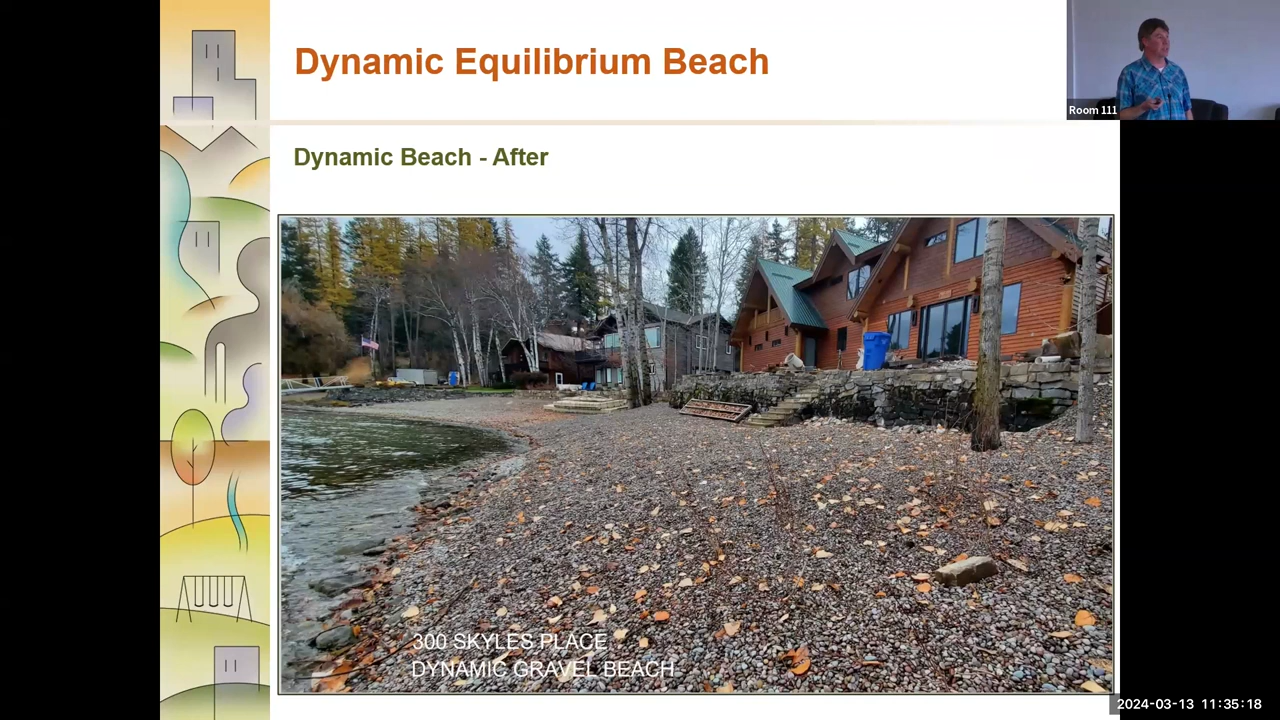 Dynamic Equilibrium Beach
Room 111
Dynamic Beach - After
300 SKYLES PLACE
DYNAMIC GRAVEL BEACH
2024-03-13 11:35:18